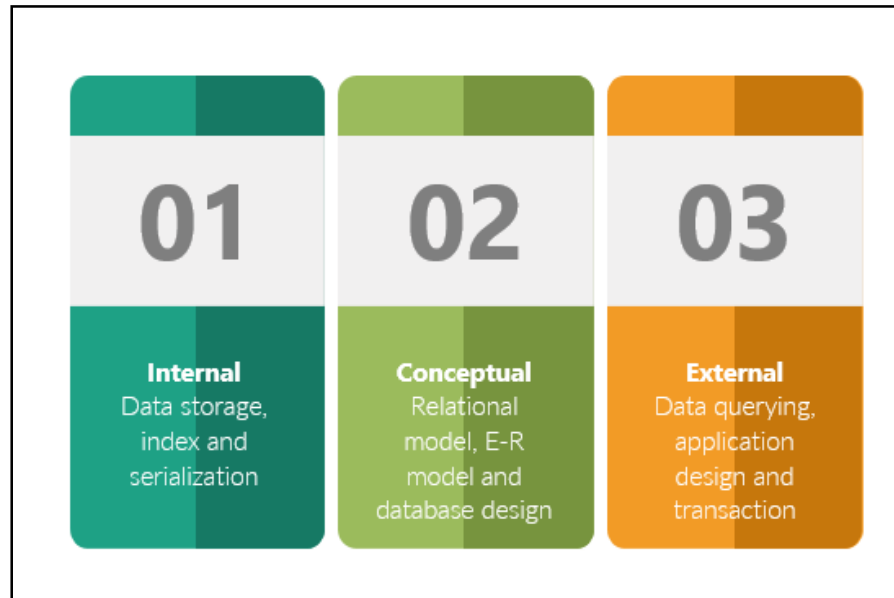 01
Internal
Data storage,
index and
serialization
02
Conceptual
Relational
model, E-R
model and
database design
03
External
Data querying,
application
design and
transaction